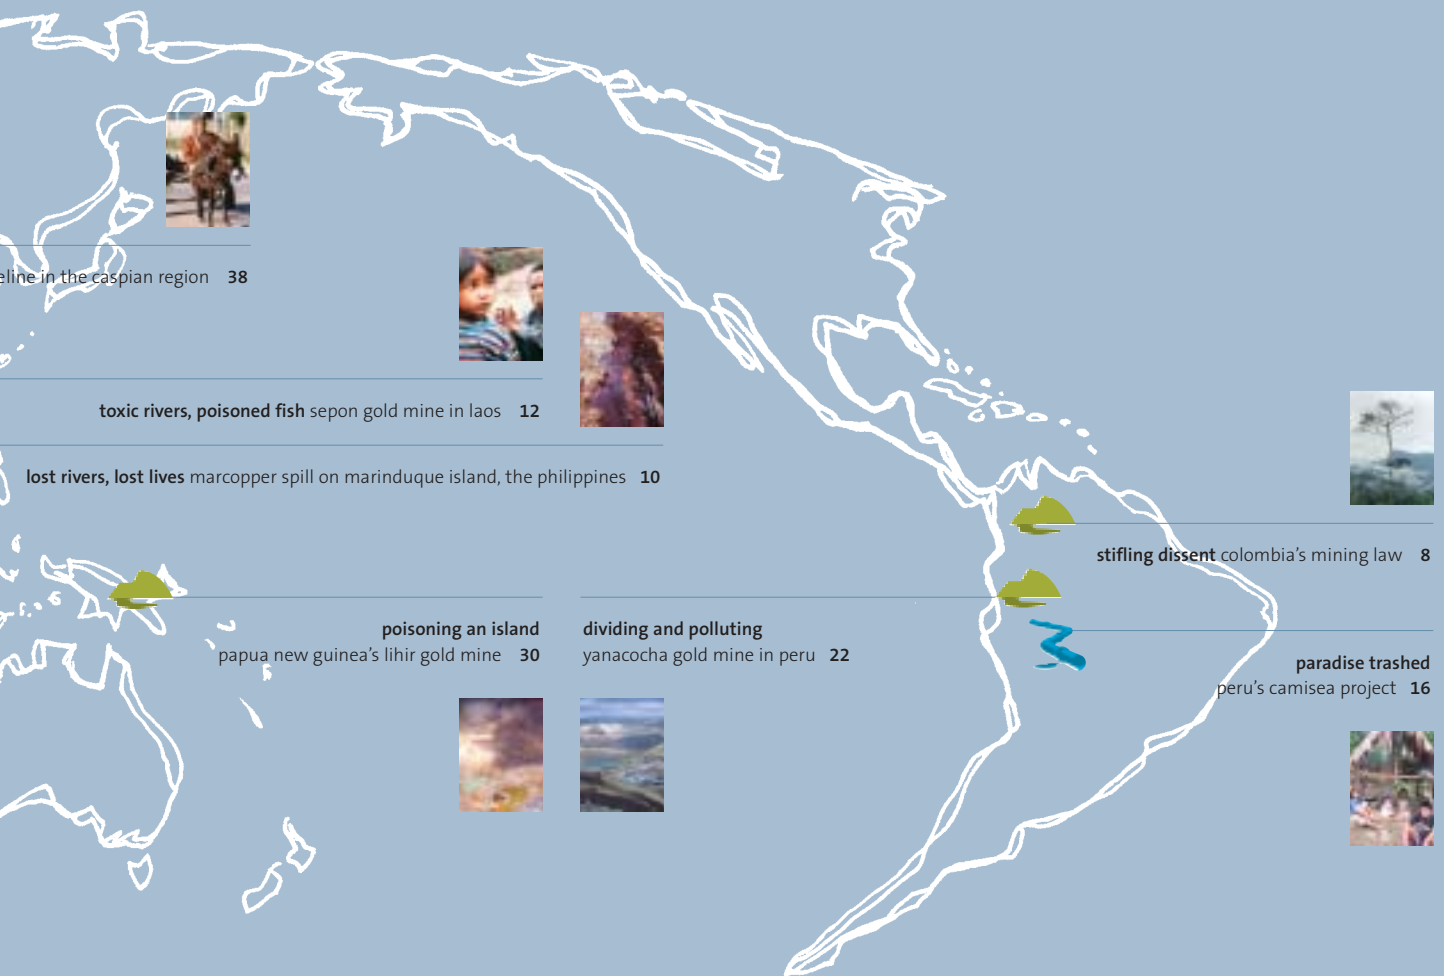 in the caspian region 38
toxic rivers, poisoned fish sepon gold mine in laos 12
lost rivers, lost lives marcopper spill on marinduque island, the philippines 10
stifling dissent colombia's mining law 8
poisoning an island
papua new guinea's lihir gold mine 30
dividing and polluting
yanacocha gold mine in peru 22
paradise trashed
peru's camisea project 16